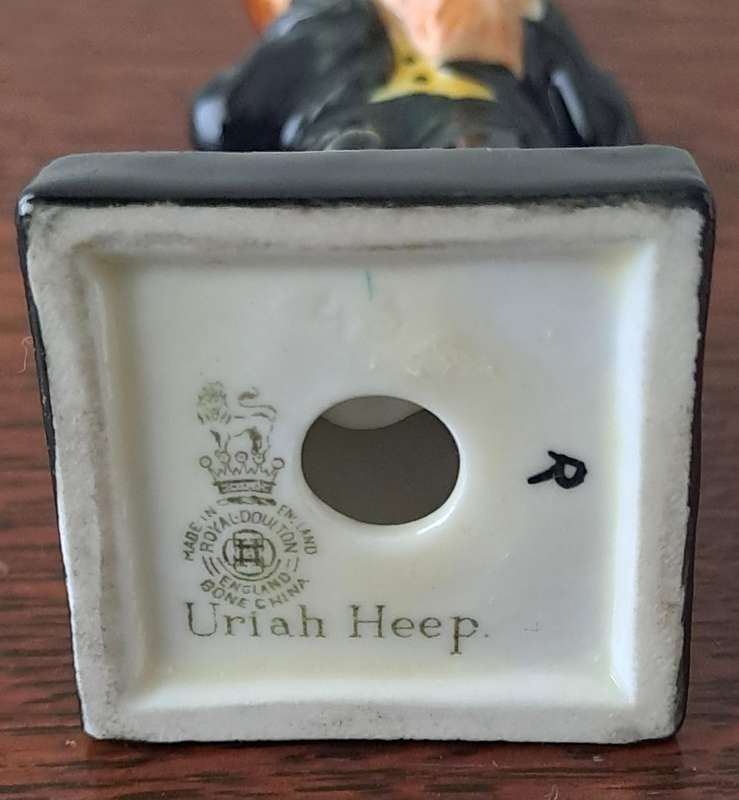 MADE IN ENGLAND
ROYAL·DOULTON
ENGLAND
BONE CHINA
Uriah Heep.
R